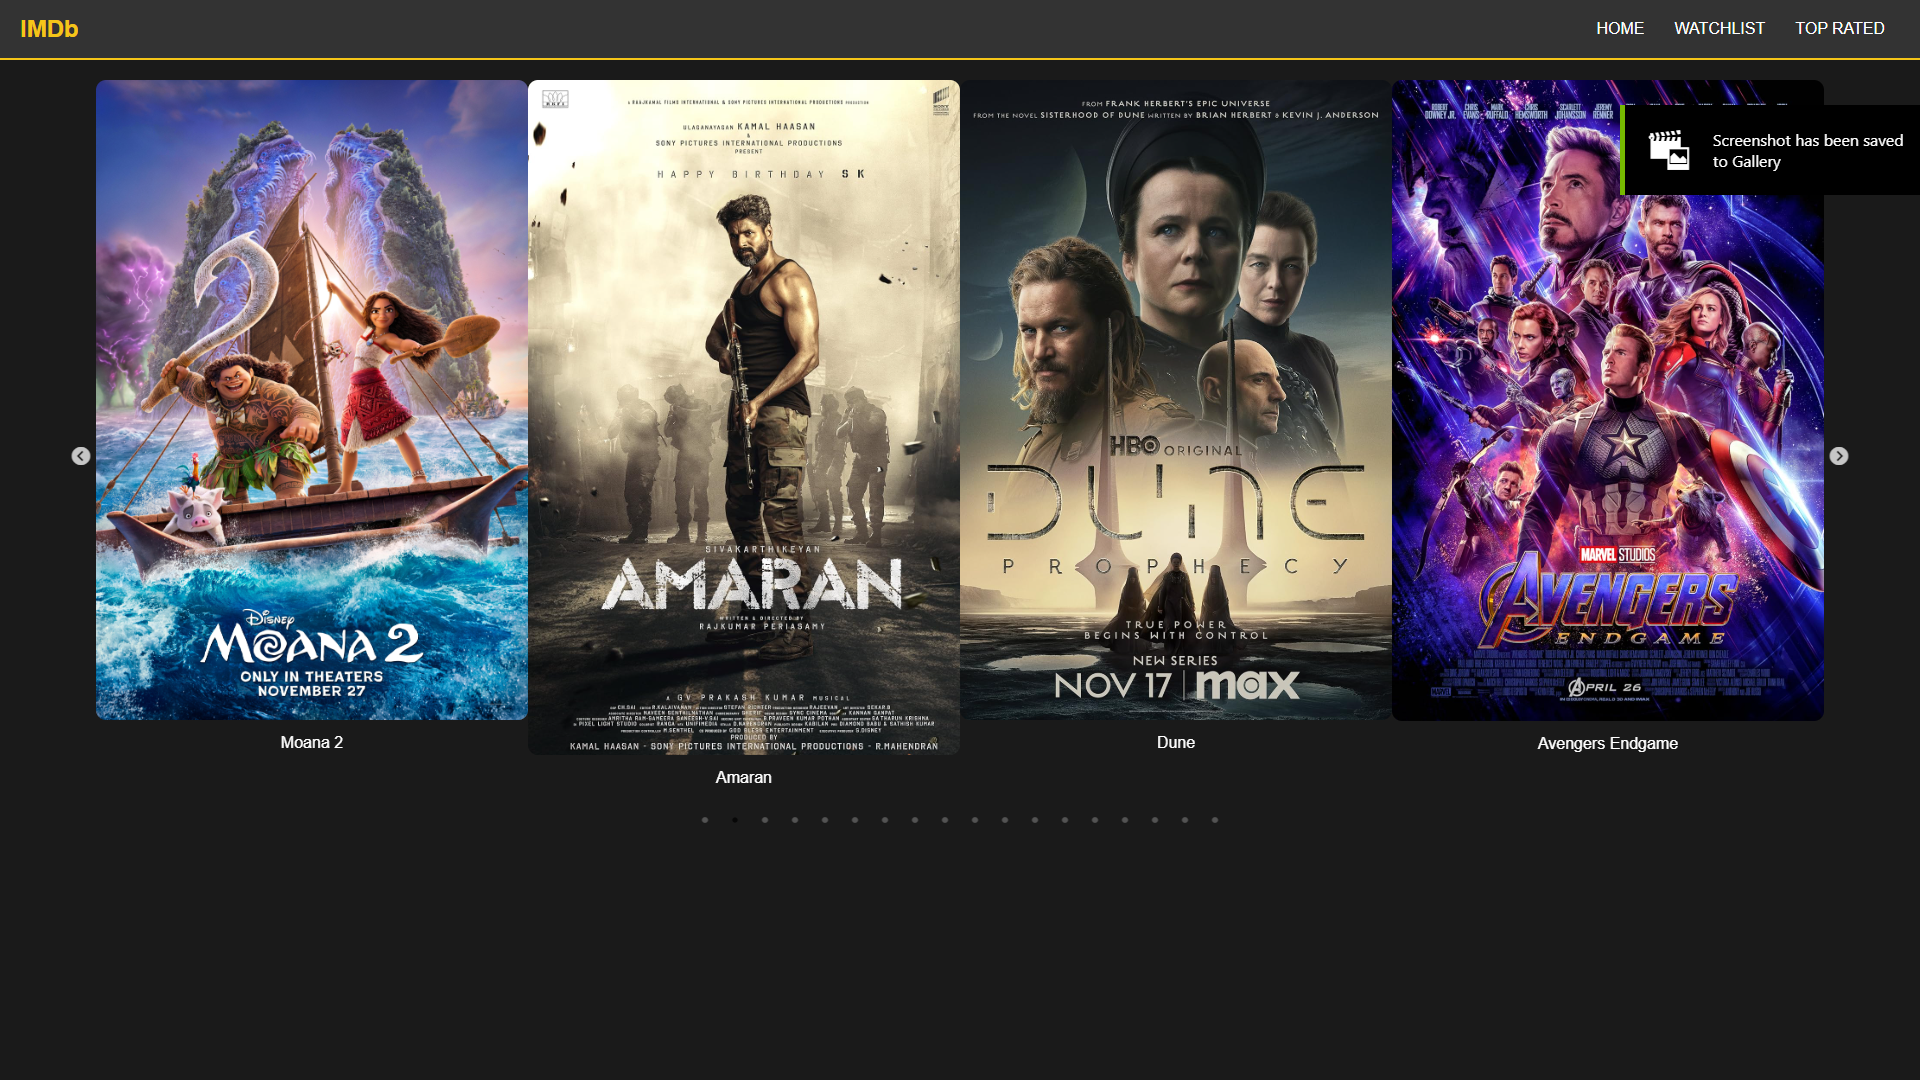 IMDb
HOME
WATCHLIST
TOP RATED
DISNEY
MOANA 2
ONLY IN THEATERS
NOVEMBER 27
Moana 2
A RAAJKAMAL FILMS INTERNATIONAL & SONY PICTURES INTERNATIONAL PRODUCTIONS PRODUCTION
ULAGANAYAGAN KAMAL HAASAN
&
SONY PICTURES INTERNATIONAL PRODUCTIONS
PRESENT
HAPPY BIRTHDAY SK
SIVAKARTHIKEYAN
AMARAN
WRITTEN & DIRECTED BY
RAJKUMAR PERIASAMY
A GV PRAKASH KUMAR MUSICAL
PRODUCED BY
KAMAL HAASAN - SONY PICTURES INTERNATIONAL PRODUCTIONS - R.MAHENDRAN
Amaran
FROM FRANK HERBERT'S EPIC UNIVERSE
FROM THE NOVEL SISTERHOOD OF DUNE WRITTEN BY BRIAN HERBERT & KEVIN J. ANDERSON
HBO ORIGINAL
DUNE
PROPHECY
TRUE POWER
BEGINS WITH CONTROL
NEW SERIES
NOV 17 | max
Dune
ROBERT DOWNEY JR.
CHRIS EVANS
MARK RUFFALO
CHRIS HEMSWORTH
SCARLETT JOHANSSON
JEREMY RENNER
Screenshot has been saved
to Gallery
MARVEL STUDIOS
AVENGERS
ENDGAME
APRIL 26
Avengers Endgame